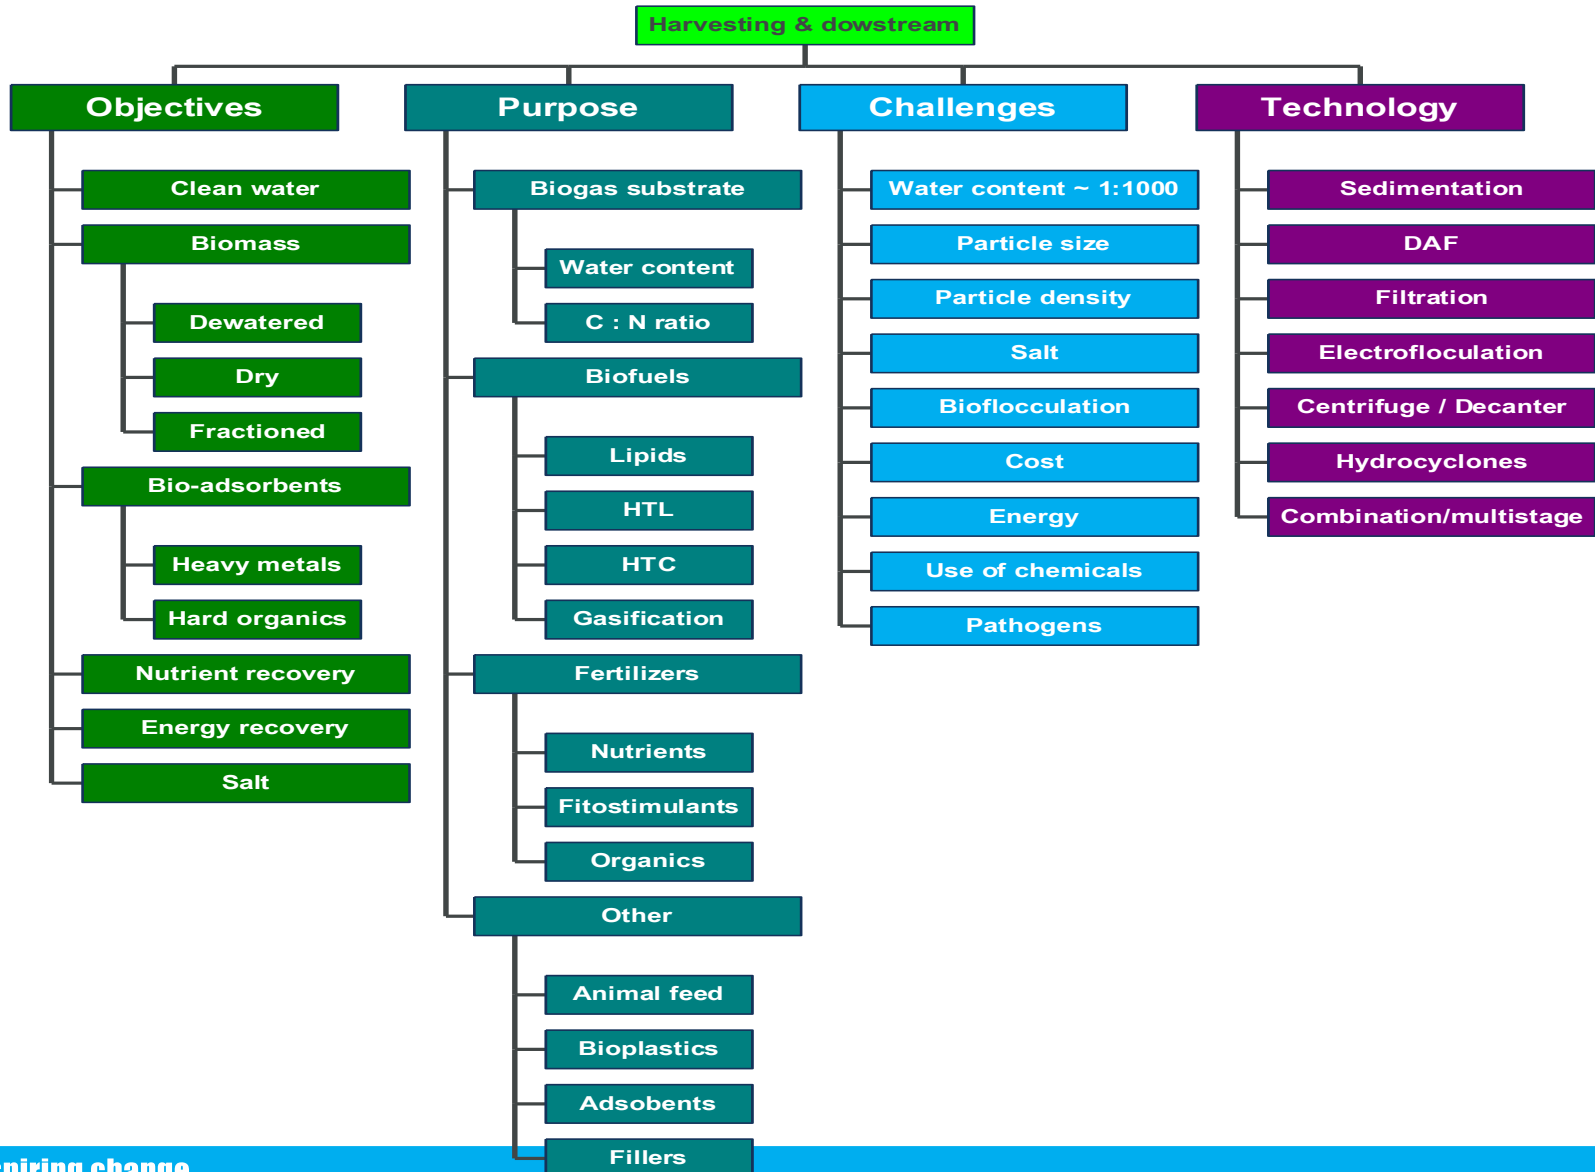 Harvesting & dowstream
Objectives
Clean water
Biomass
Dewatered
Dry
Fractioned
Bio-adsorbents
Heavy metals
Hard organics
Nutrient recovery
Energy recovery
Salt
Purpose
Biogas substrate
Water content
C : N ratio
Biofuels
Lipids
HTL
HTC
Gasification
Fertilizers
Nutrients
Fitostimulants
Organics
Other
Animal feed
Bioplastics
Adsobents
Fillers
Challenges
Water content ~ 1:1000
Particle size
Particle density
Salt
Bioflocculation
Cost
Energy
Use of chemicals
Pathogens
Technology
Sedimentation
DAF
Filtration
Electrofloculation
Centrifuge / Decanter
Hydrocyclones
Combination/multistage
change